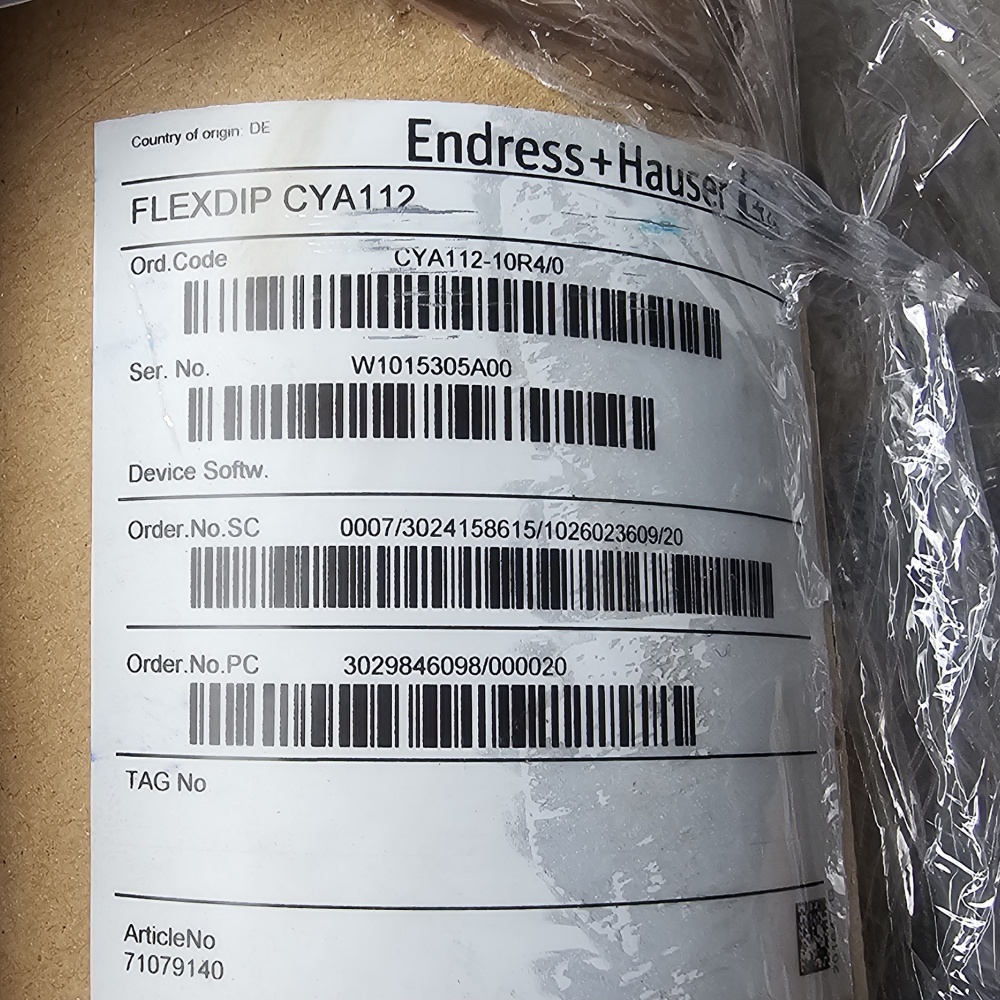 Country of origin: DE
Endress+Hauser
FLEXDIP CYA112
Ord.Code CYA112-10R4/0
Ser. No. W1015305A00
Device Softw.
Order.No.SC 0007/3024158615/1026023609/20
Order.No.PC 3029846098/000020
TAG No
ArticleNo
71079140